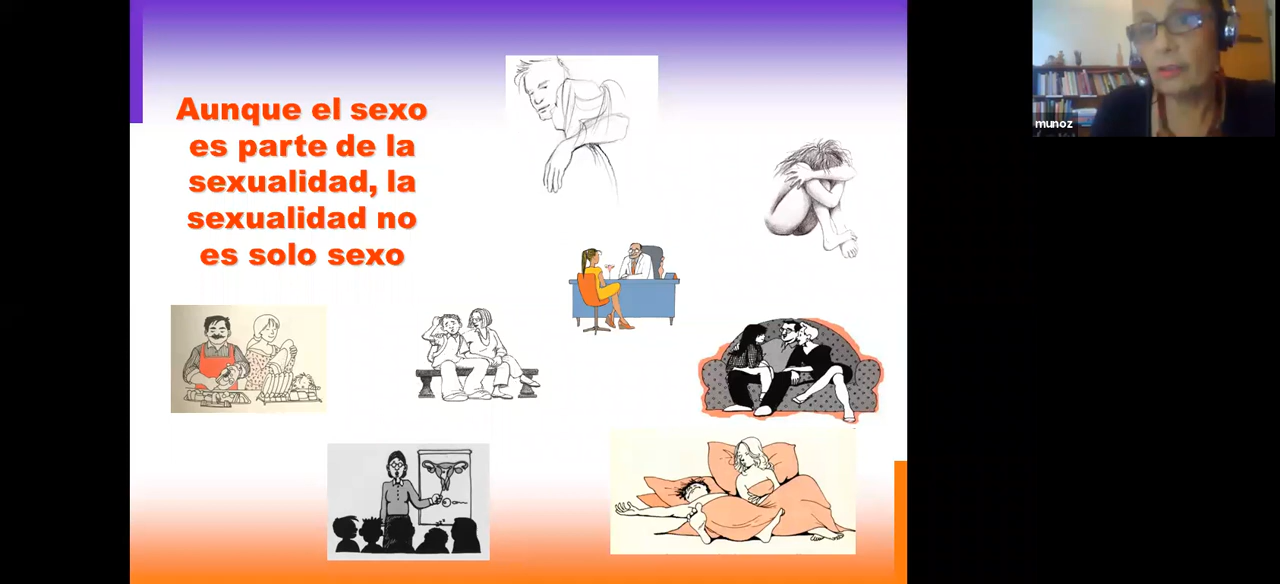 Aunque el sexo
es parte de la
sexualidad, la
sexualidad no
es solo sexo
munoz